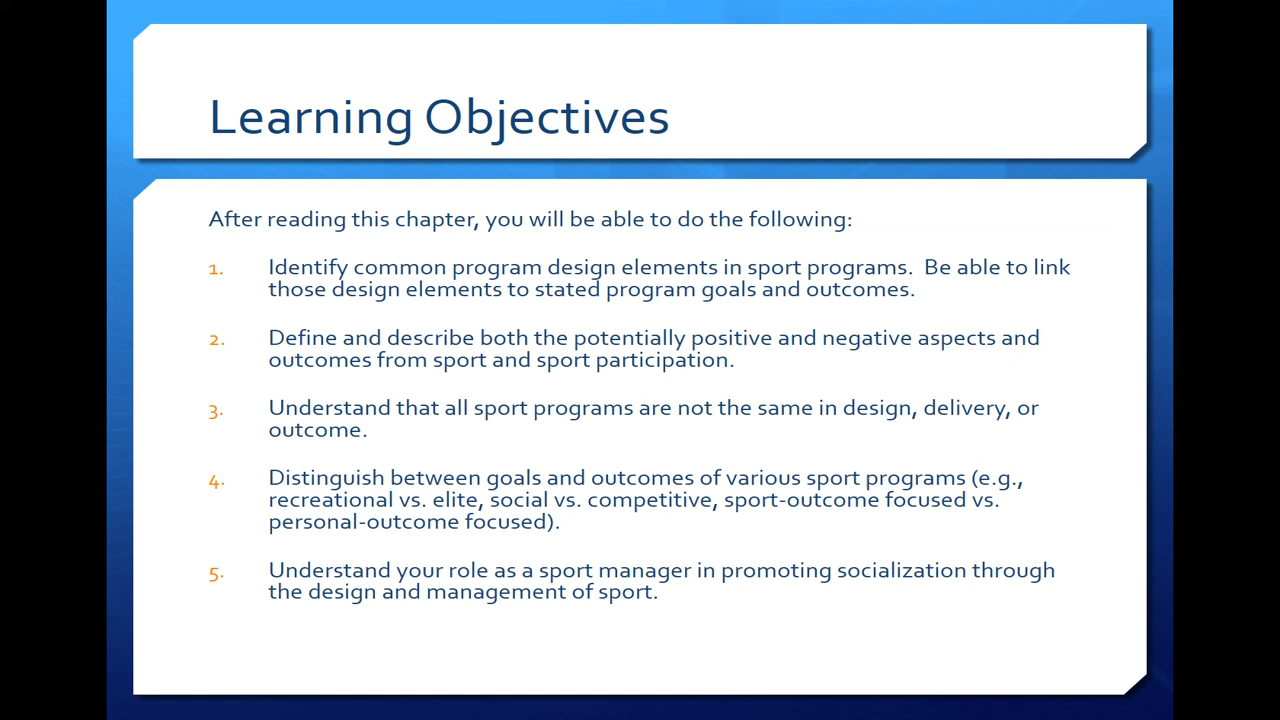 Learning Objectives
After reading this chapter, you will be able to do the following:
1. Identify common program design elements in sport programs.  Be able to link
those design elements to stated program goals and outcomes.
2. Define and describe both the potentially positive and negative aspects and
outcomes from sport and sport participation.
3. Understand that all sport programs are not the same in design, delivery, or
outcome.
4. Distinguish between goals and outcomes of various sport programs (e.g.,
recreational vs. elite, social vs. competitive, sport-outcome focused vs.
personal-outcome focused).
5. Understand your role as a sport manager in promoting socialization through
the design and management of sport.